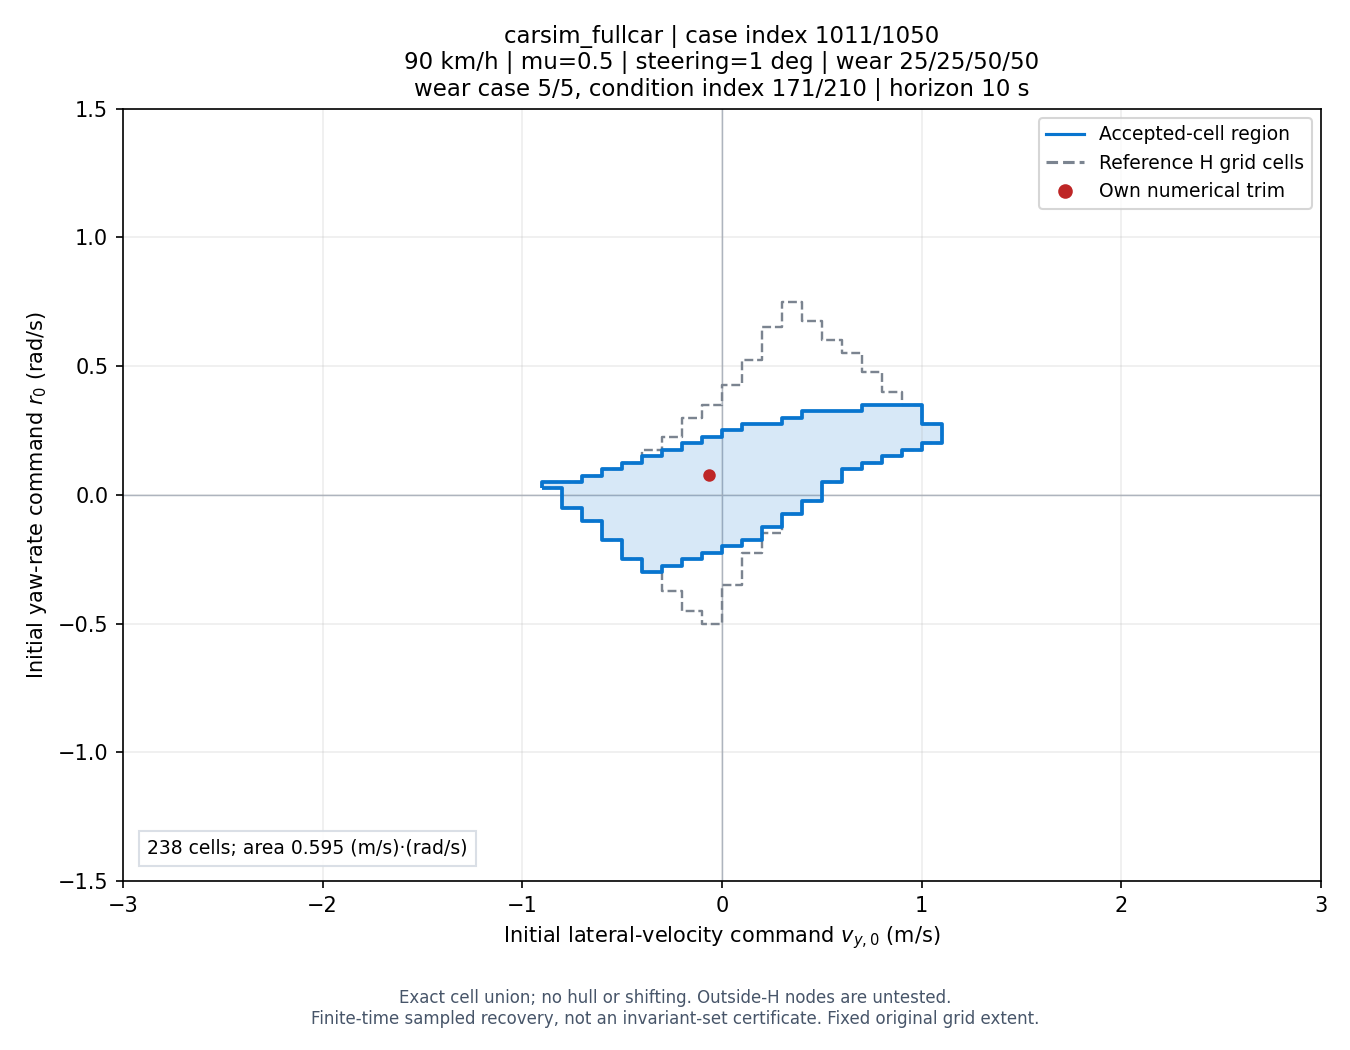 carsim_fullcar | case index 1011/1050
90 km/h | mu=0.5 | steering=1 deg | wear 25/25/50/50
wear case 5/5, condition index 171/210 | horizon 10 s
Accepted-cell region
Reference H grid cells
Own numerical trim
1.5
1.0
0.5
0.0
−0.5
−1.0
−1.5
Initial yaw-rate command r₀ (rad/s)
238 cells; area 0.595 (m/s)·(rad/s)
−3
−2
−1
0
1
2
3
Initial lateral-velocity command v_{y,0} (m/s)
Exact cell union; no hull or shifting. Outside-H nodes are untested.
Finite-time sampled recovery, not an invariant-set certificate. Fixed original grid extent.